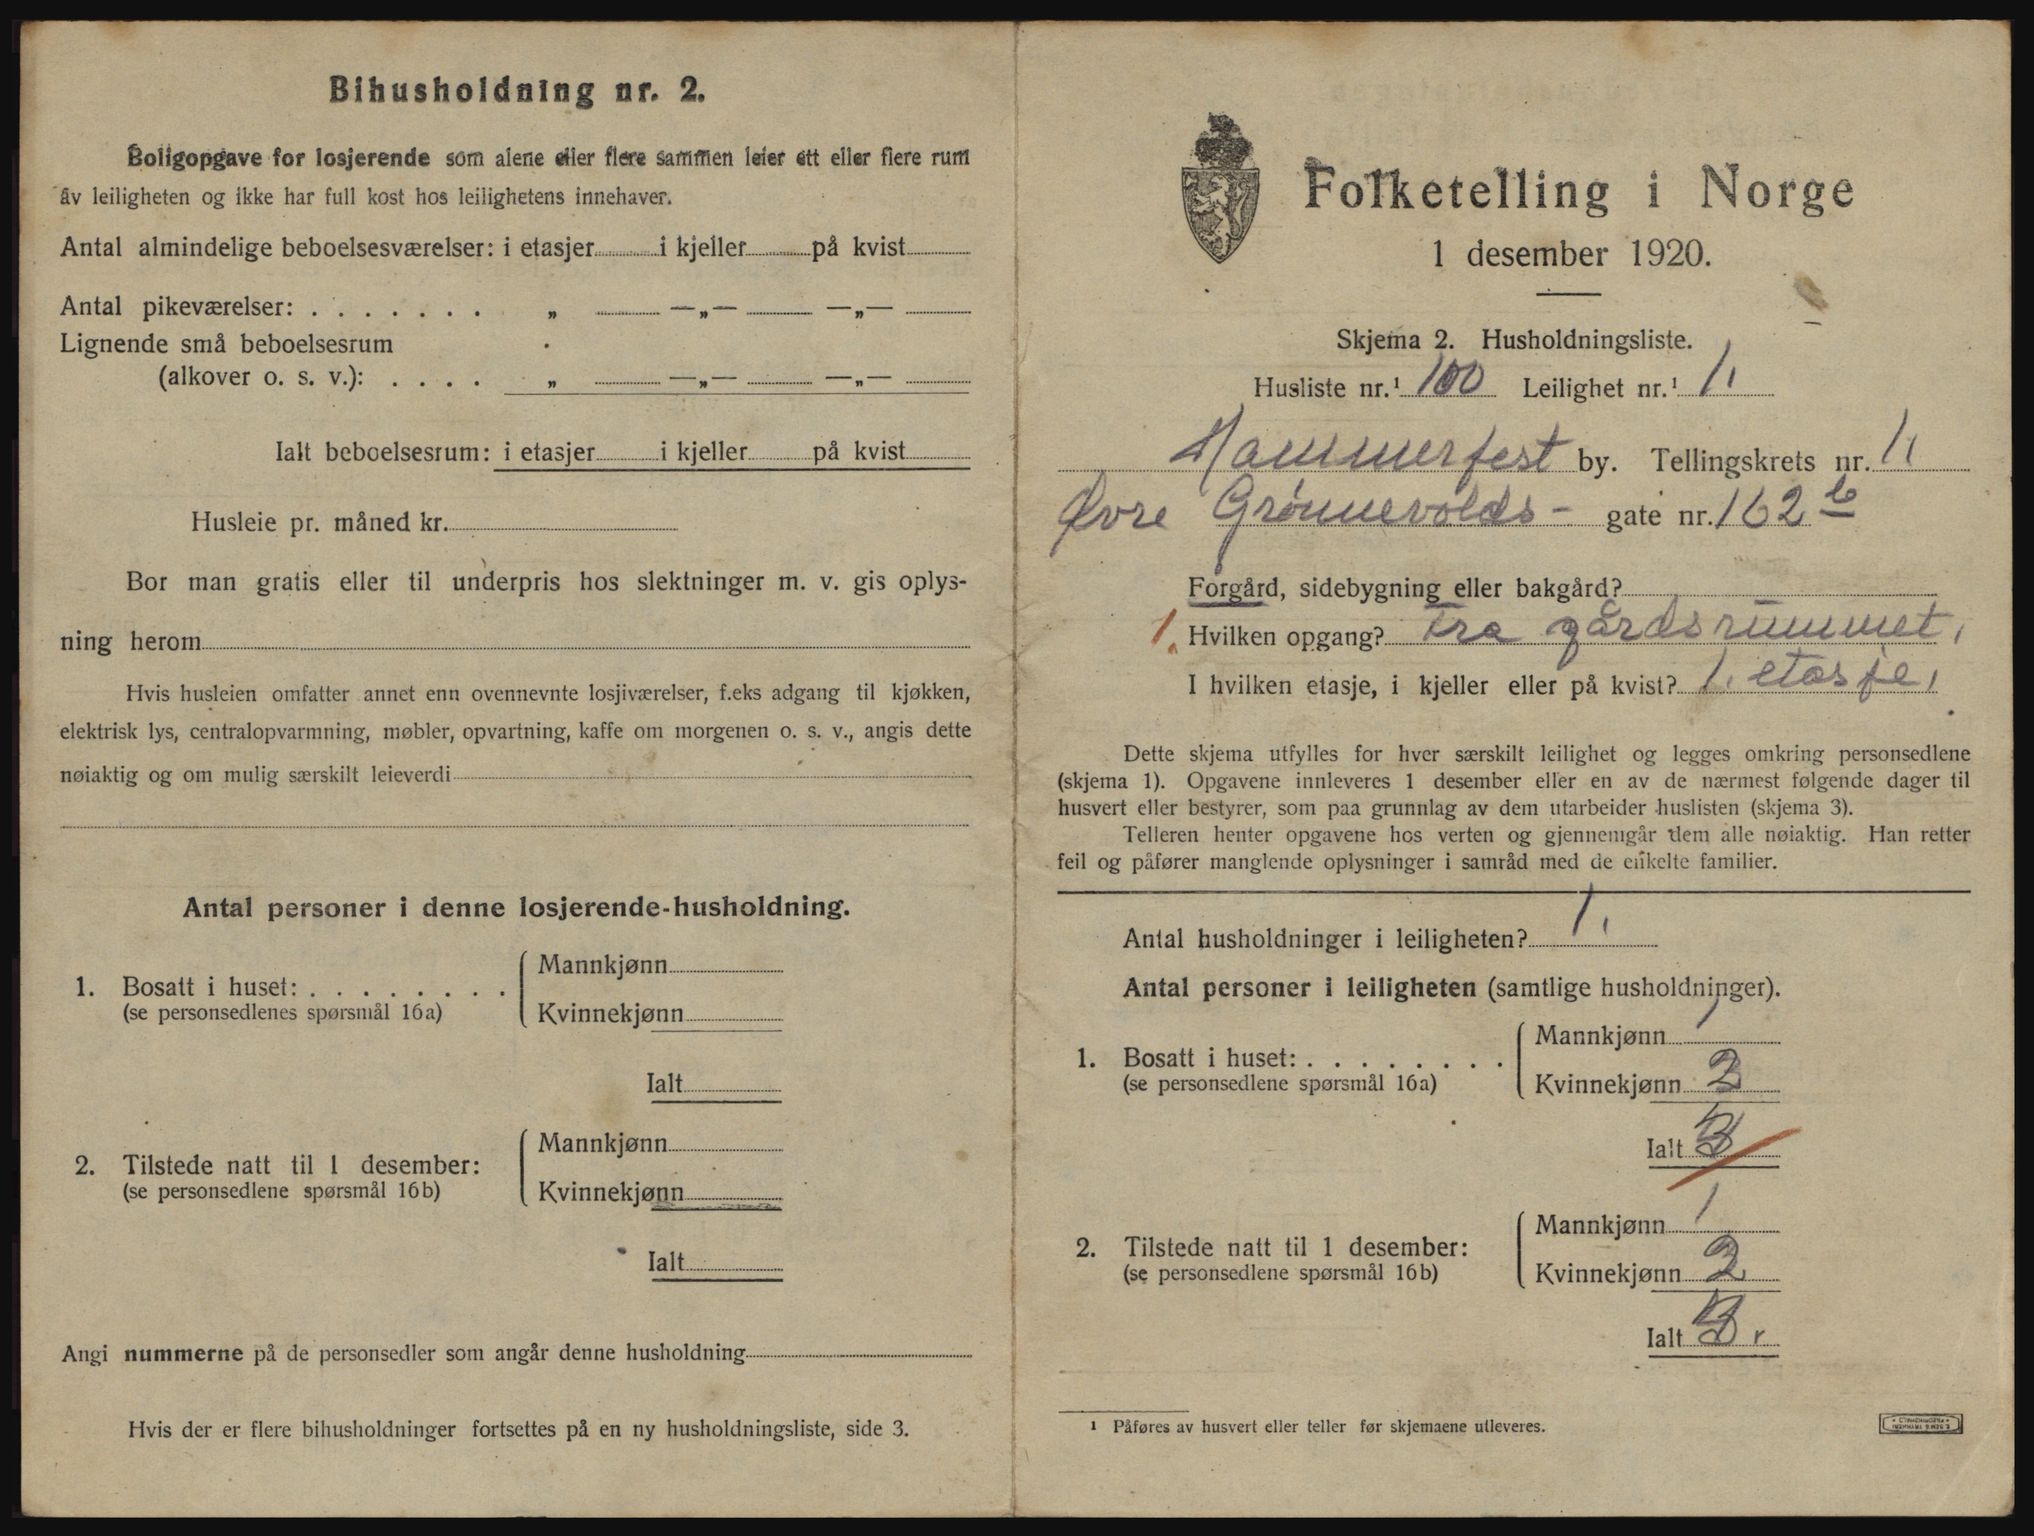 Bihusholdning nr. 2.
Boligopgave for losjerende som alene eller flere sammen leier ett eller flere rum
av leiligheten og ikke har full kost hos leilighetens innehaver.
Antal almindelige beboelsesværelser: i etasjer i kjeller på kvist
Antal pikeværelser: . . . . . . . „ —„— —„—
Lignende små beboelsesrum
(alkover o. s. v.): . . . . „ —„— —„—
Ialt beboelsesrum: i etasjer i kjeller på kvist
Husleie pr. måned kr.
Bor man gratis eller til underpris hos slektninger m. v. gis oplys-
ning herom
Hvis husleien omfatter annet enn ovennevnte losjiværelser, f.eks adgang til kjøkken,
elektrisk lys, centralopvarmning, møbler, opvartning, kaffe om morgenen o. s. v., angis dette
nøiaktig og om mulig særskilt leieverdi
Antal personer i denne losjerende-husholdning.
1. Bosatt i huset: . . . . . . . .
(se personsedlenes spørsmål 16a)
Mannkjønn
Kvinnekjønn
Ialt
2. Tilstede natt til 1 desember:
(se personsedlene spørsmål 16b)
Mannkjønn
Kvinnekjønn
Ialt
Angi nummerne på de personsedler som angår denne husholdning
Hvis der er flere bihusholdninger fortsettes på en ny husholdningsliste, side 3.
Folketelling i Norge
1 desember 1920.
Skjema 2. Husholdningsliste.
Husliste nr.¹ 100 Leilighet nr.¹ 1.
Hammerfest by. Tellingskrets nr. 1.
Øvre Grønnevolds- gate nr. 162 b
Forgård, sidebygning eller bakgård?
1. Hvilken opgang? Fra gårdsrummet.
I hvilken etasje, i kjeller eller på kvist? 1. etasje.
Dette skjema utfylles for hver særskilt leilighet og legges omkring personsedlene
(skjema 1). Opgavene innleveres 1 desember eller en av de nærmest følgende dager til
husvert eller bestyrer, som paa grunnlag av dem utarbeider huslisten (skjema 3).
Telleren henter opgavene hos verten og gjennemgår dem alle nøiaktig. Han retter
feil og påfører manglende oplysninger i samråd med de enkelte familier.
Antal husholdninger i leiligheten? 1.
Antal personer i leiligheten (samtlige husholdninger).
1. Bosatt i huset: . . . . . . . .
(se personsedlene spørsmål 16a)
Mannkjønn 1
Kvinnekjønn 2
Ialt 3
2. Tilstede natt til 1 desember:
(se personsedlene spørsmål 16b)
Mannkjønn 1
Kvinnekjønn 2
Ialt 3
¹ Påføres av husvert eller teller før skjemaene utleveres.